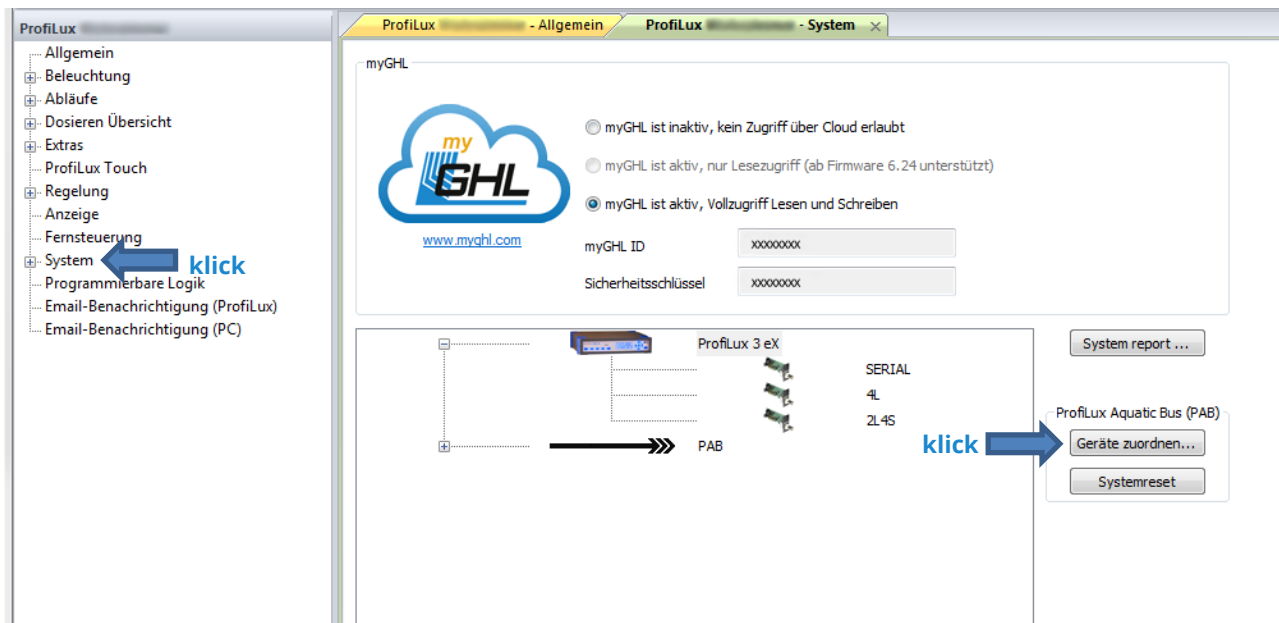 ProfiLux
Allgemein
Beleuchtung
Abläufe
Dosieren Übersicht
Extras
ProfiLux Touch
Regelung
Anzeige
Fernsteuerung
System
klick
Programmierbare Logik
Email-Benachrichtigung (ProfiLux)
Email-Benachrichtigung (PC)
ProfiLux - Allgemein
ProfiLux - System
myGHL
my
GHL
www.myghl.com
myGHL ist inaktiv, kein Zugriff über Cloud erlaubt
myGHL ist aktiv, nur Lesezugriff (ab Firmware 6.24 unterstützt)
myGHL ist aktiv, Vollzugriff Lesen und Schreiben
myGHL ID xxxxxxxx
Sicherheitsschlüssel xxxxxxxx
ProfiLux 3 eX
SERIAL
4L
2L4S
PAB
System report ...
ProfiLux Aquatic Bus (PAB)
klick
Geräte zuordnen...
Systemreset